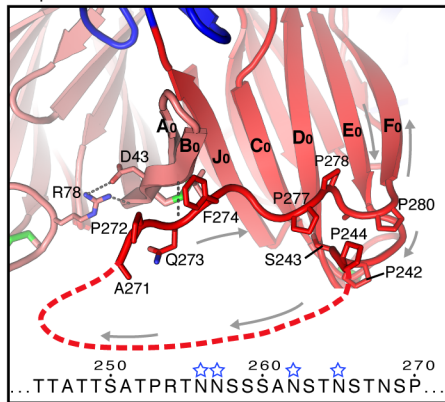 A0
D43
B0
J0
C0
D0
E0
F0
R78
P278
P272
F274
P277
P280
S243
P244
Q273
P242
A271
250 260 270
...TTATTSATPRTNNSSSANSTNSTNSP...